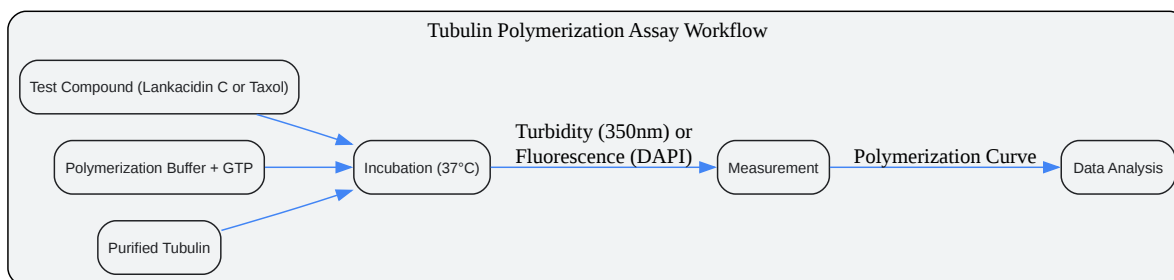 Tubulin Polymerization Assay Workflow
Test Compound (Lankacidin C or Taxol)
Polymerization Buffer + GTP
Purified Tubulin
Incubation (37°C)
Turbidity (350nm) or
Fluorescence (DAPI)
Measurement
Polymerization Curve
Data Analysis